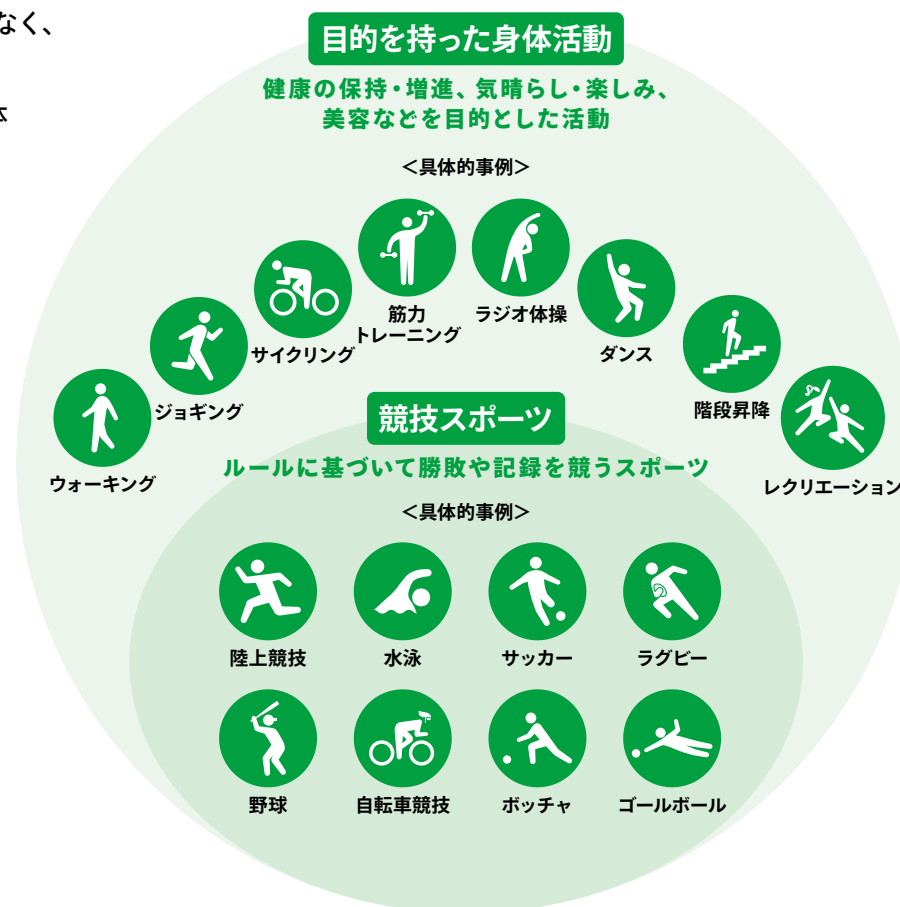 なく、
体
目的を持った身体活動
健康の保持・増進、気晴らし・楽しみ、
美容などを目的とした活動
＜具体的事例＞
ウォーキング
ジョギング
サイクリング
筋力
トレーニング
ラジオ体操
ダンス
階段昇降
レクリエーション
競技スポーツ
ルールに基づいて勝敗や記録を競うスポーツ
＜具体的事例＞
陸上競技
水泳
サッカー
ラグビー
野球
自転車競技
ボッチャ
ゴールボール